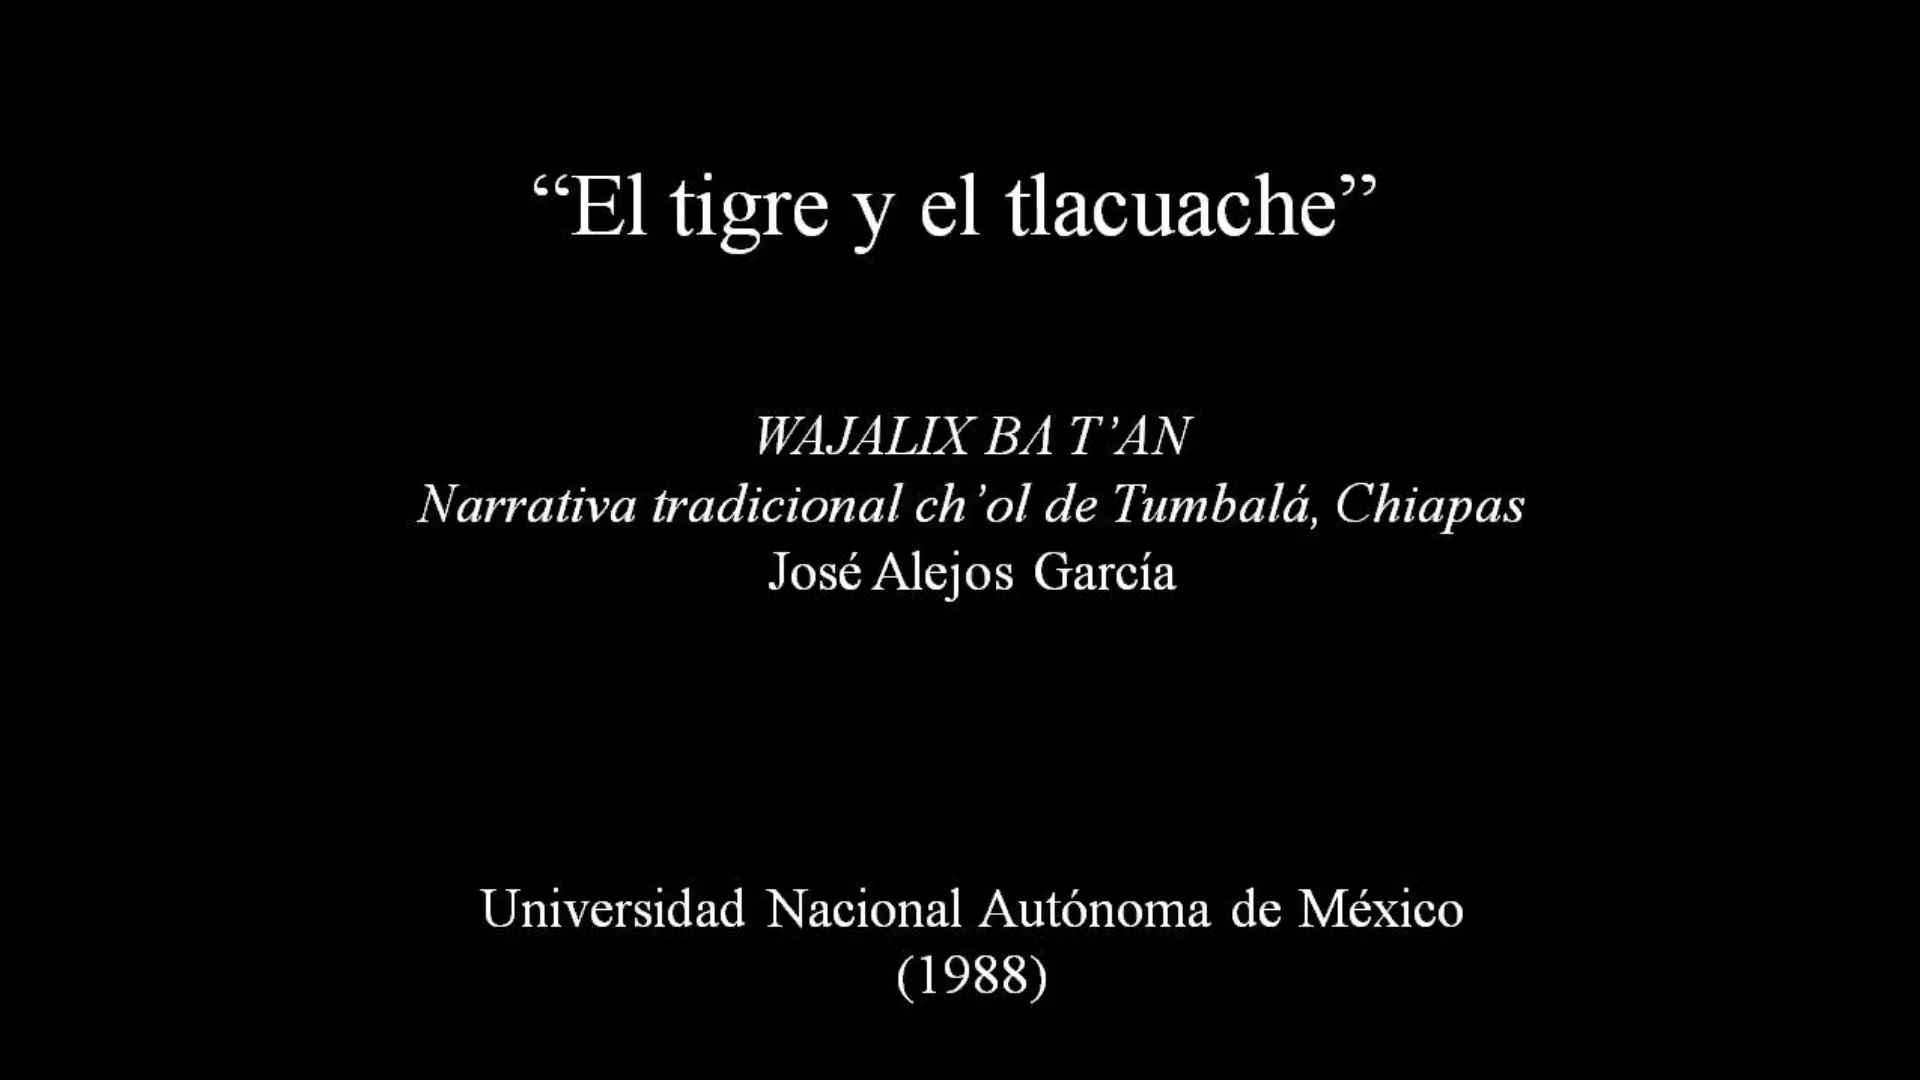 “El tigre y el tlacuache”
WAJALIX BɅ T’AN
Narrativa tradicional ch’ol de Tumbalá, Chiapas
José Alejos García
Universidad Nacional Autónoma de México
(1988)